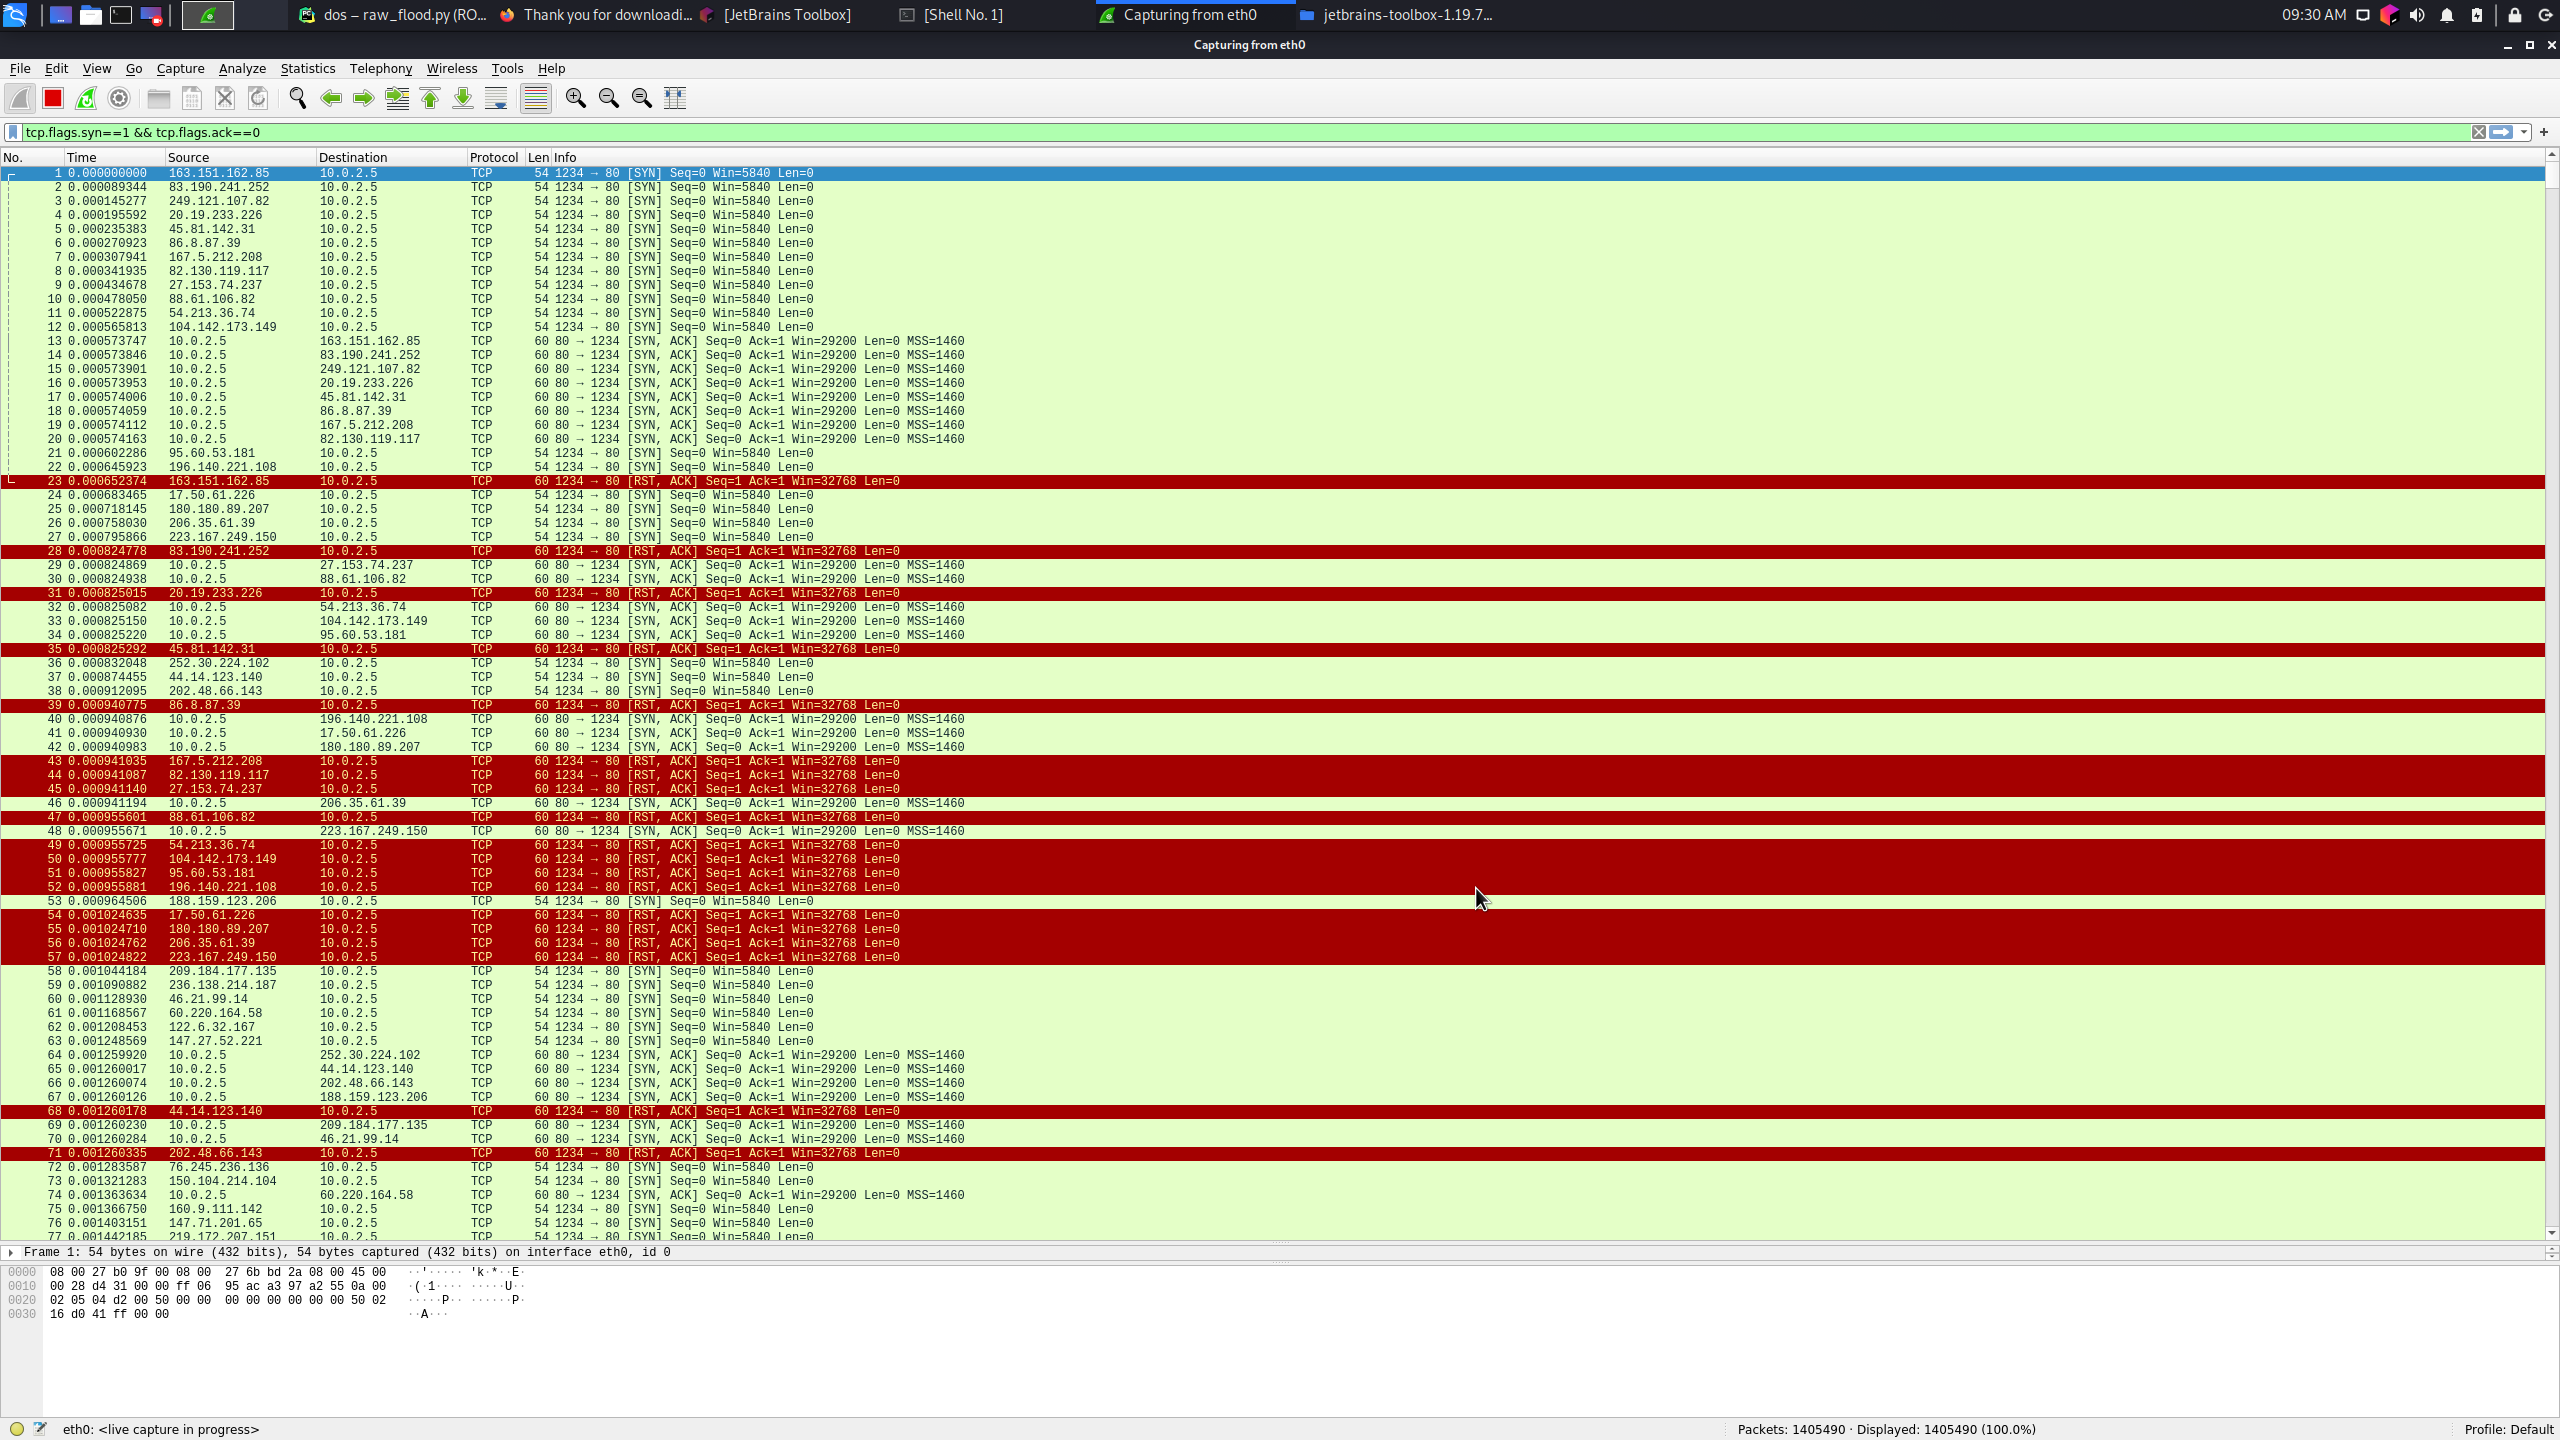 dos – raw_flood.py (RO...
Thank you for downloadi...
[JetBrains Toolbox]
[Shell No. 1]
Capturing from eth0
jetbrains-toolbox-1.19.7...
09:30 AM
Capturing from eth0
File Edit View Go Capture Analyze Statistics Telephony Wireless Tools Help
tcp.flags.syn==1 && tcp.flags.ack==0
No. Time Source Destination Protocol Len Info
1 0.000000000 163.151.162.85 10.0.2.5 TCP 54 1234 → 80 [SYN] Seq=0 Win=5840 Len=0
2 0.000089344 83.190.241.252 10.0.2.5 TCP 54 1234 → 80 [SYN] Seq=0 Win=5840 Len=0
3 0.000145277 249.121.107.82 10.0.2.5 TCP 54 1234 → 80 [SYN] Seq=0 Win=5840 Len=0
4 0.000195592 20.19.233.226 10.0.2.5 TCP 54 1234 → 80 [SYN] Seq=0 Win=5840 Len=0
5 0.000235383 45.81.142.31 10.0.2.5 TCP 54 1234 → 80 [SYN] Seq=0 Win=5840 Len=0
6 0.000270923 86.8.87.39 10.0.2.5 TCP 54 1234 → 80 [SYN] Seq=0 Win=5840 Len=0
7 0.000307941 167.5.212.208 10.0.2.5 TCP 54 1234 → 80 [SYN] Seq=0 Win=5840 Len=0
8 0.000341935 82.130.119.117 10.0.2.5 TCP 54 1234 → 80 [SYN] Seq=0 Win=5840 Len=0
9 0.000434678 27.153.74.237 10.0.2.5 TCP 54 1234 → 80 [SYN] Seq=0 Win=5840 Len=0
10 0.000478050 88.61.106.82 10.0.2.5 TCP 54 1234 → 80 [SYN] Seq=0 Win=5840 Len=0
11 0.000522875 54.213.36.74 10.0.2.5 TCP 54 1234 → 80 [SYN] Seq=0 Win=5840 Len=0
12 0.000565813 104.142.173.149 10.0.2.5 TCP 54 1234 → 80 [SYN] Seq=0 Win=5840 Len=0
13 0.000573747 10.0.2.5 163.151.162.85 TCP 60 80 → 1234 [SYN, ACK] Seq=0 Ack=1 Win=29200 Len=0 MSS=1460
14 0.000573846 10.0.2.5 83.190.241.252 TCP 60 80 → 1234 [SYN, ACK] Seq=0 Ack=1 Win=29200 Len=0 MSS=1460
15 0.000573901 10.0.2.5 249.121.107.82 TCP 60 80 → 1234 [SYN, ACK] Seq=0 Ack=1 Win=29200 Len=0 MSS=1460
16 0.000573953 10.0.2.5 20.19.233.226 TCP 60 80 → 1234 [SYN, ACK] Seq=0 Ack=1 Win=29200 Len=0 MSS=1460
17 0.000574006 10.0.2.5 45.81.142.31 TCP 60 80 → 1234 [SYN, ACK] Seq=0 Ack=1 Win=29200 Len=0 MSS=1460
18 0.000574059 10.0.2.5 86.8.87.39 TCP 60 80 → 1234 [SYN, ACK] Seq=0 Ack=1 Win=29200 Len=0 MSS=1460
19 0.000574112 10.0.2.5 167.5.212.208 TCP 60 80 → 1234 [SYN, ACK] Seq=0 Ack=1 Win=29200 Len=0 MSS=1460
20 0.000574163 10.0.2.5 82.130.119.117 TCP 60 80 → 1234 [SYN, ACK] Seq=0 Ack=1 Win=29200 Len=0 MSS=1460
21 0.000602286 95.60.53.181 10.0.2.5 TCP 54 1234 → 80 [SYN] Seq=0 Win=5840 Len=0
22 0.000645923 196.140.221.108 10.0.2.5 TCP 54 1234 → 80 [SYN] Seq=0 Win=5840 Len=0
23 0.000652374 163.151.162.85 10.0.2.5 TCP 60 1234 → 80 [RST, ACK] Seq=1 Ack=1 Win=32768 Len=0
24 0.000683465 17.50.61.226 10.0.2.5 TCP 54 1234 → 80 [SYN] Seq=0 Win=5840 Len=0
25 0.000718145 180.180.89.207 10.0.2.5 TCP 54 1234 → 80 [SYN] Seq=0 Win=5840 Len=0
26 0.000758030 206.35.61.39 10.0.2.5 TCP 54 1234 → 80 [SYN] Seq=0 Win=5840 Len=0
27 0.000795866 223.167.249.150 10.0.2.5 TCP 54 1234 → 80 [SYN] Seq=0 Win=5840 Len=0
28 0.000824778 83.190.241.252 10.0.2.5 TCP 60 1234 → 80 [RST, ACK] Seq=1 Ack=1 Win=32768 Len=0
29 0.000824869 10.0.2.5 27.153.74.237 TCP 60 80 → 1234 [SYN, ACK] Seq=0 Ack=1 Win=29200 Len=0 MSS=1460
30 0.000824938 10.0.2.5 88.61.106.82 TCP 60 80 → 1234 [SYN, ACK] Seq=0 Ack=1 Win=29200 Len=0 MSS=1460
31 0.000825015 20.19.233.226 10.0.2.5 TCP 60 1234 → 80 [RST, ACK] Seq=1 Ack=1 Win=32768 Len=0
32 0.000825082 10.0.2.5 54.213.36.74 TCP 60 80 → 1234 [SYN, ACK] Seq=0 Ack=1 Win=29200 Len=0 MSS=1460
33 0.000825150 10.0.2.5 104.142.173.149 TCP 60 80 → 1234 [SYN, ACK] Seq=0 Ack=1 Win=29200 Len=0 MSS=1460
34 0.000825220 10.0.2.5 95.60.53.181 TCP 60 80 → 1234 [SYN, ACK] Seq=0 Ack=1 Win=29200 Len=0 MSS=1460
35 0.000825292 45.81.142.31 10.0.2.5 TCP 60 1234 → 80 [RST, ACK] Seq=1 Ack=1 Win=32768 Len=0
36 0.000832048 252.30.224.102 10.0.2.5 TCP 54 1234 → 80 [SYN] Seq=0 Win=5840 Len=0
37 0.000874455 44.14.123.140 10.0.2.5 TCP 54 1234 → 80 [SYN] Seq=0 Win=5840 Len=0
38 0.000912095 202.48.66.143 10.0.2.5 TCP 54 1234 → 80 [SYN] Seq=0 Win=5840 Len=0
39 0.000940775 86.8.87.39 10.0.2.5 TCP 60 1234 → 80 [RST, ACK] Seq=1 Ack=1 Win=32768 Len=0
40 0.000940876 10.0.2.5 196.140.221.108 TCP 60 80 → 1234 [SYN, ACK] Seq=0 Ack=1 Win=29200 Len=0 MSS=1460
41 0.000940930 10.0.2.5 17.50.61.226 TCP 60 80 → 1234 [SYN, ACK] Seq=0 Ack=1 Win=29200 Len=0 MSS=1460
42 0.000940983 10.0.2.5 180.180.89.207 TCP 60 80 → 1234 [SYN, ACK] Seq=0 Ack=1 Win=29200 Len=0 MSS=1460
43 0.000941035 167.5.212.208 10.0.2.5 TCP 60 1234 → 80 [RST, ACK] Seq=1 Ack=1 Win=32768 Len=0
44 0.000941087 82.130.119.117 10.0.2.5 TCP 60 1234 → 80 [RST, ACK] Seq=1 Ack=1 Win=32768 Len=0
45 0.000941140 27.153.74.237 10.0.2.5 TCP 60 1234 → 80 [RST, ACK] Seq=1 Ack=1 Win=32768 Len=0
46 0.000941194 10.0.2.5 206.35.61.39 TCP 60 80 → 1234 [SYN, ACK] Seq=0 Ack=1 Win=29200 Len=0 MSS=1460
47 0.000955601 88.61.106.82 10.0.2.5 TCP 60 1234 → 80 [RST, ACK] Seq=1 Ack=1 Win=32768 Len=0
48 0.000955671 10.0.2.5 223.167.249.150 TCP 60 80 → 1234 [SYN, ACK] Seq=0 Ack=1 Win=29200 Len=0 MSS=1460
49 0.000955725 54.213.36.74 10.0.2.5 TCP 60 1234 → 80 [RST, ACK] Seq=1 Ack=1 Win=32768 Len=0
50 0.000955777 104.142.173.149 10.0.2.5 TCP 60 1234 → 80 [RST, ACK] Seq=1 Ack=1 Win=32768 Len=0
51 0.000955827 95.60.53.181 10.0.2.5 TCP 60 1234 → 80 [RST, ACK] Seq=1 Ack=1 Win=32768 Len=0
52 0.000955881 196.140.221.108 10.0.2.5 TCP 60 1234 → 80 [RST, ACK] Seq=1 Ack=1 Win=32768 Len=0
53 0.000964506 188.159.123.206 10.0.2.5 TCP 54 1234 → 80 [SYN] Seq=0 Win=5840 Len=0
54 0.001024635 17.50.61.226 10.0.2.5 TCP 60 1234 → 80 [RST, ACK] Seq=1 Ack=1 Win=32768 Len=0
55 0.001024710 180.180.89.207 10.0.2.5 TCP 60 1234 → 80 [RST, ACK] Seq=1 Ack=1 Win=32768 Len=0
56 0.001024762 206.35.61.39 10.0.2.5 TCP 60 1234 → 80 [RST, ACK] Seq=1 Ack=1 Win=32768 Len=0
57 0.001024822 223.167.249.150 10.0.2.5 TCP 60 1234 → 80 [RST, ACK] Seq=1 Ack=1 Win=32768 Len=0
58 0.001044184 209.184.177.135 10.0.2.5 TCP 54 1234 → 80 [SYN] Seq=0 Win=5840 Len=0
59 0.001090882 236.138.214.187 10.0.2.5 TCP 54 1234 → 80 [SYN] Seq=0 Win=5840 Len=0
60 0.001128930 46.21.99.14 10.0.2.5 TCP 54 1234 → 80 [SYN] Seq=0 Win=5840 Len=0
61 0.001168567 60.220.164.58 10.0.2.5 TCP 54 1234 → 80 [SYN] Seq=0 Win=5840 Len=0
62 0.001208453 122.6.32.167 10.0.2.5 TCP 54 1234 → 80 [SYN] Seq=0 Win=5840 Len=0
63 0.001248569 147.27.52.221 10.0.2.5 TCP 54 1234 → 80 [SYN] Seq=0 Win=5840 Len=0
64 0.001259920 10.0.2.5 252.30.224.102 TCP 60 80 → 1234 [SYN, ACK] Seq=0 Ack=1 Win=29200 Len=0 MSS=1460
65 0.001260017 10.0.2.5 44.14.123.140 TCP 60 80 → 1234 [SYN, ACK] Seq=0 Ack=1 Win=29200 Len=0 MSS=1460
66 0.001260074 10.0.2.5 202.48.66.143 TCP 60 80 → 1234 [SYN, ACK] Seq=0 Ack=1 Win=29200 Len=0 MSS=1460
67 0.001260126 10.0.2.5 188.159.123.206 TCP 60 80 → 1234 [SYN, ACK] Seq=0 Ack=1 Win=29200 Len=0 MSS=1460
68 0.001260178 44.14.123.140 10.0.2.5 TCP 60 1234 → 80 [RST, ACK] Seq=1 Ack=1 Win=32768 Len=0
69 0.001260230 10.0.2.5 209.184.177.135 TCP 60 80 → 1234 [SYN, ACK] Seq=0 Ack=1 Win=29200 Len=0 MSS=1460
70 0.001260284 10.0.2.5 46.21.99.14 TCP 60 80 → 1234 [SYN, ACK] Seq=0 Ack=1 Win=29200 Len=0 MSS=1460
71 0.001260335 202.48.66.143 10.0.2.5 TCP 60 1234 → 80 [RST, ACK] Seq=1 Ack=1 Win=32768 Len=0
72 0.001283587 76.245.236.136 10.0.2.5 TCP 54 1234 → 80 [SYN] Seq=0 Win=5840 Len=0
73 0.001321283 150.104.214.104 10.0.2.5 TCP 54 1234 → 80 [SYN] Seq=0 Win=5840 Len=0
74 0.001363634 10.0.2.5 60.220.164.58 TCP 60 80 → 1234 [SYN, ACK] Seq=0 Ack=1 Win=29200 Len=0 MSS=1460
75 0.001366750 160.9.111.142 10.0.2.5 TCP 54 1234 → 80 [SYN] Seq=0 Win=5840 Len=0
76 0.001403151 147.71.201.65 10.0.2.5 TCP 54 1234 → 80 [SYN] Seq=0 Win=5840 Len=0
77 0.001442185 219.172.207.151 10.0.2.5 TCP 54 1234 → 80 [SYN] Seq=0 Win=5840 Len=0
Frame 1: 54 bytes on wire (432 bits), 54 bytes captured (432 bits) on interface eth0, id 0
0000 08 00 27 b0 9f 00 08 00 27 6b bd 2a 08 00 45 00 ··'····· 'k·*··E·
0010 00 28 d4 31 00 00 ff 06 95 ac a3 97 a2 55 0a 00 ·(·1···· ·····U··
0020 02 05 04 d2 00 50 00 00 00 00 00 00 00 00 50 02 ·····P·· ······P·
0030 16 d0 41 ff 00 00 ··A···
eth0: <live capture in progress>
Packets: 1405490 · Displayed: 1405490 (100.0%)
Profile: Default